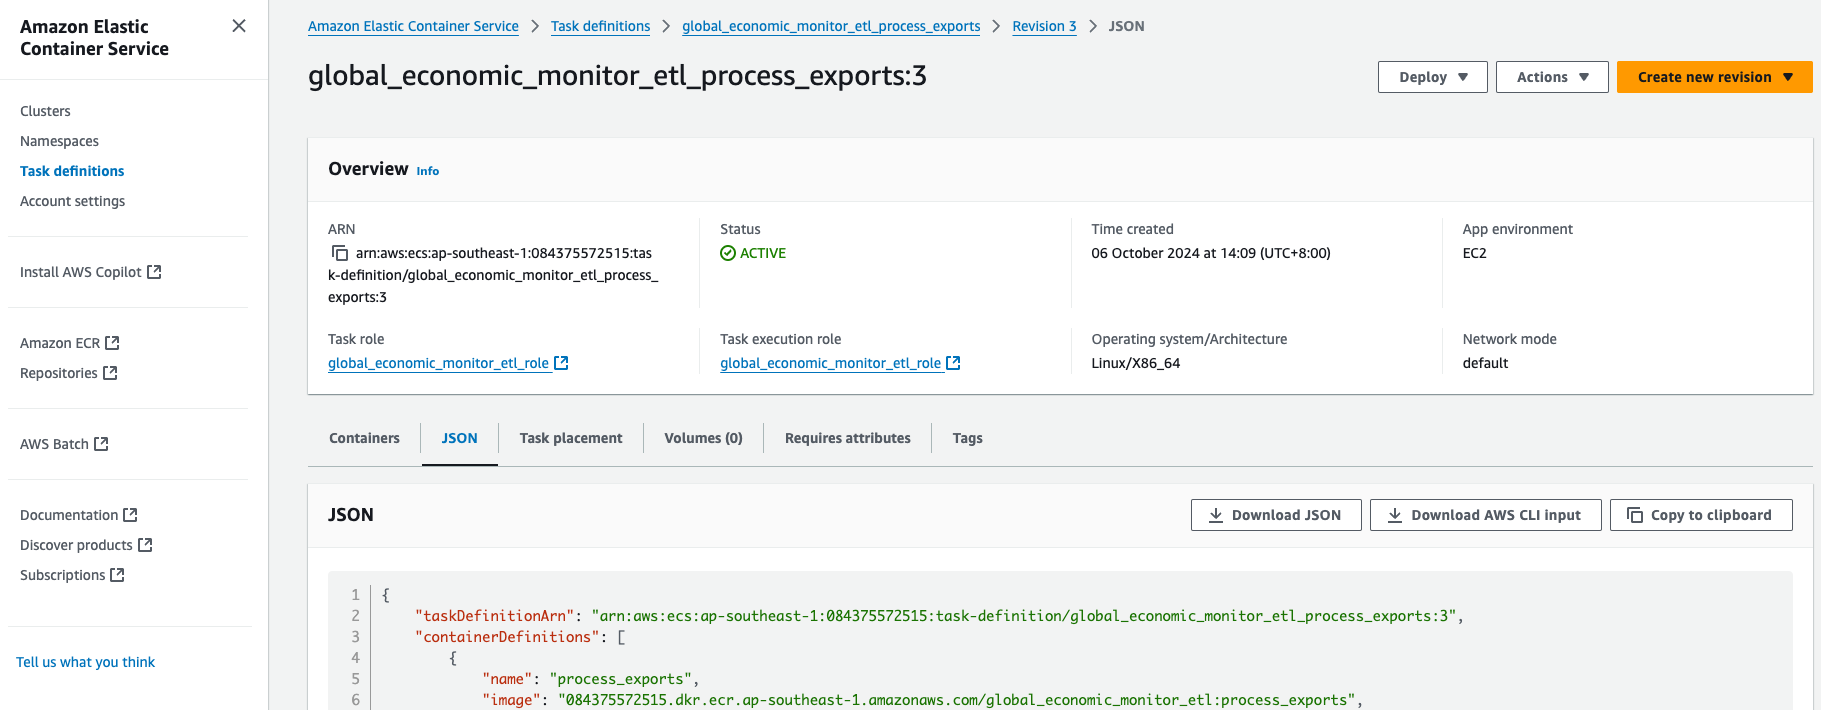 Amazon Elastic
Container Service
Clusters
Namespaces
Task definitions
Account settings
Install AWS Copilot
Amazon ECR
Repositories
AWS Batch
Documentation
Discover products
Subscriptions
Tell us what you think
Amazon Elastic Container Service > Task definitions > global_economic_monitor_etl_process_exports > Revision 3 > JSON
global_economic_monitor_etl_process_exports:3
Deploy Actions Create new revision
Overview Info
ARN
arn:aws:ecs:ap-southeast-1:084375572515:tas
k-definition/global_economic_monitor_etl_process_
exports:3
Status
ACTIVE
Time created
06 October 2024 at 14:09 (UTC+8:00)
App environment
EC2
Task role
global_economic_monitor_etl_role
Task execution role
global_economic_monitor_etl_role
Operating system/Architecture
Linux/X86_64
Network mode
default
Containers JSON Task placement Volumes (0) Requires attributes Tags
JSON
Download JSON Download AWS CLI input Copy to clipboard
1 {
2 "taskDefinitionArn": "arn:aws:ecs:ap-southeast-1:084375572515:task-definition/global_economic_monitor_etl_process_exports:3",
3 "containerDefinitions": [
4 {
5 "name": "process_exports",
6 "image": "084375572515.dkr.ecr.ap-southeast-1.amazonaws.com/global_economic_monitor_etl:process_exports",